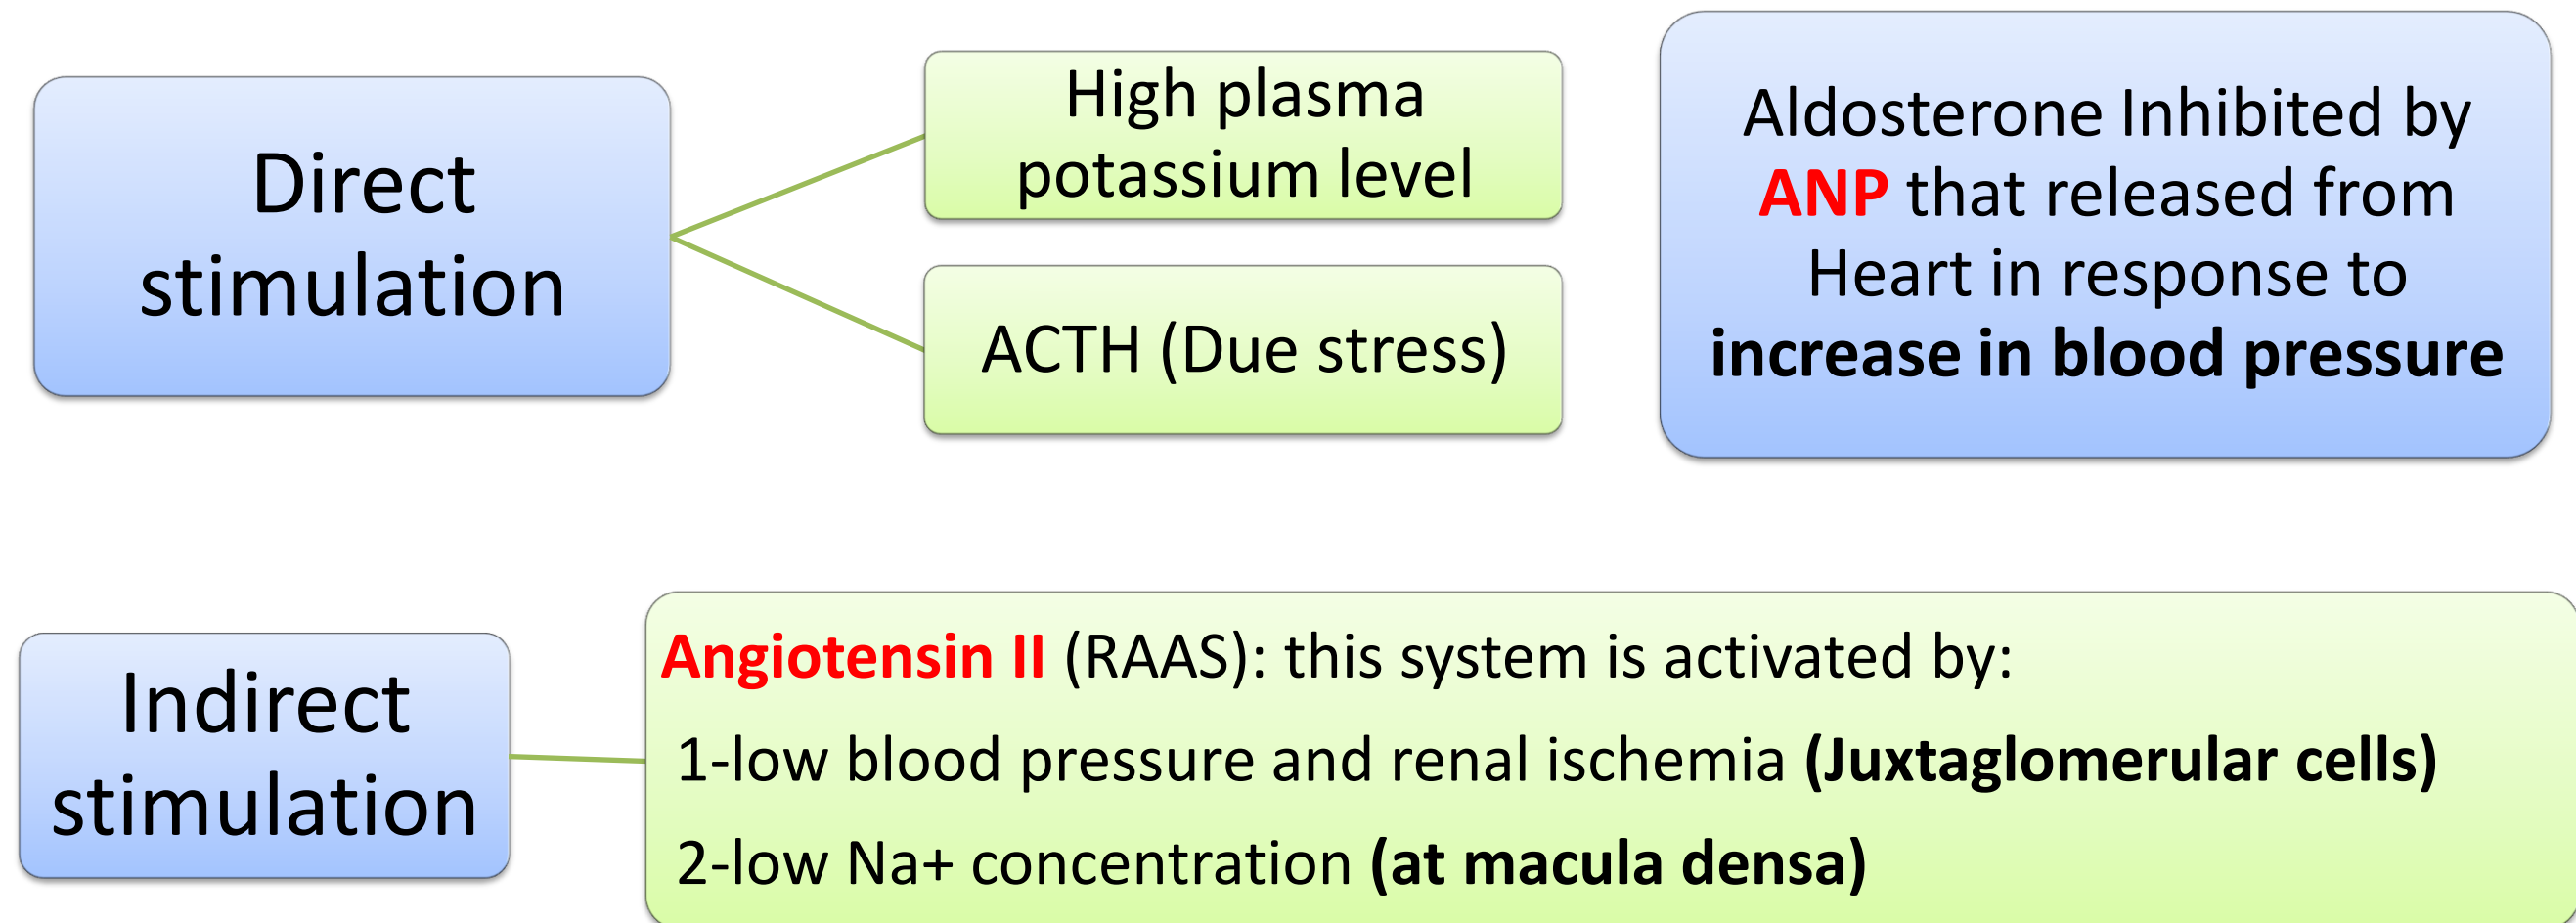 Direct
stimulation
High plasma
potassium level
ACTH (Due stress)
Aldosterone Inhibited by
ANP that released from
Heart in response to
increase in blood pressure
Indirect
stimulation
Angiotensin II (RAAS): this system is activated by:
1-low blood pressure and renal ischemia (Juxtaglomerular cells)
2-low Na+ concentration (at macula densa)